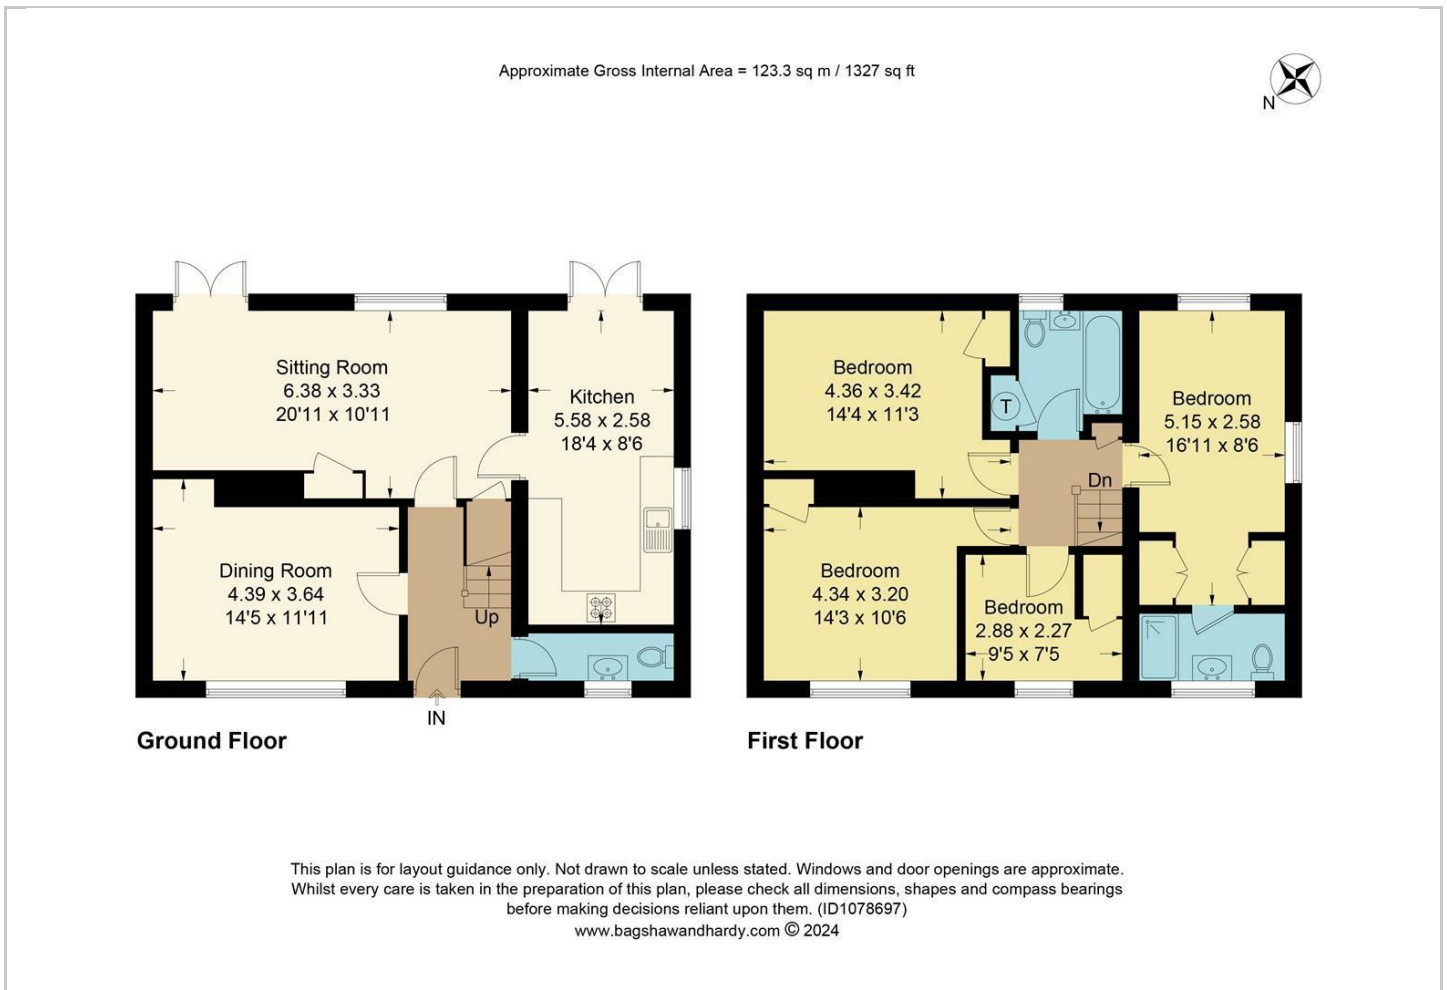 Approximate Gross Internal Area = 123.3 sq m / 1327 sq ft
N
Sitting Room
6.38 x 3.33
20'11 x 10'11
Kitchen
5.58 x 2.58
18'4 x 8'6
Dining Room
4.39 x 3.64
14'5 x 11'11
Up
IN
Ground Floor
Bedroom
4.36 x 3.42
14'4 x 11'3
T
Bedroom
5.15 x 2.58
16'11 x 8'6
Dn
Bedroom
4.34 x 3.20
14'3 x 10'6
Bedroom
2.88 x 2.27
9'5 x 7'5
First Floor
This plan is for layout guidance only. Not drawn to scale unless stated. Windows and door openings are approximate.
Whilst every care is taken in the preparation of this plan, please check all dimensions, shapes and compass bearings
before making decisions reliant upon them. (ID1078697)
www.bagshawandhardy.com © 2024